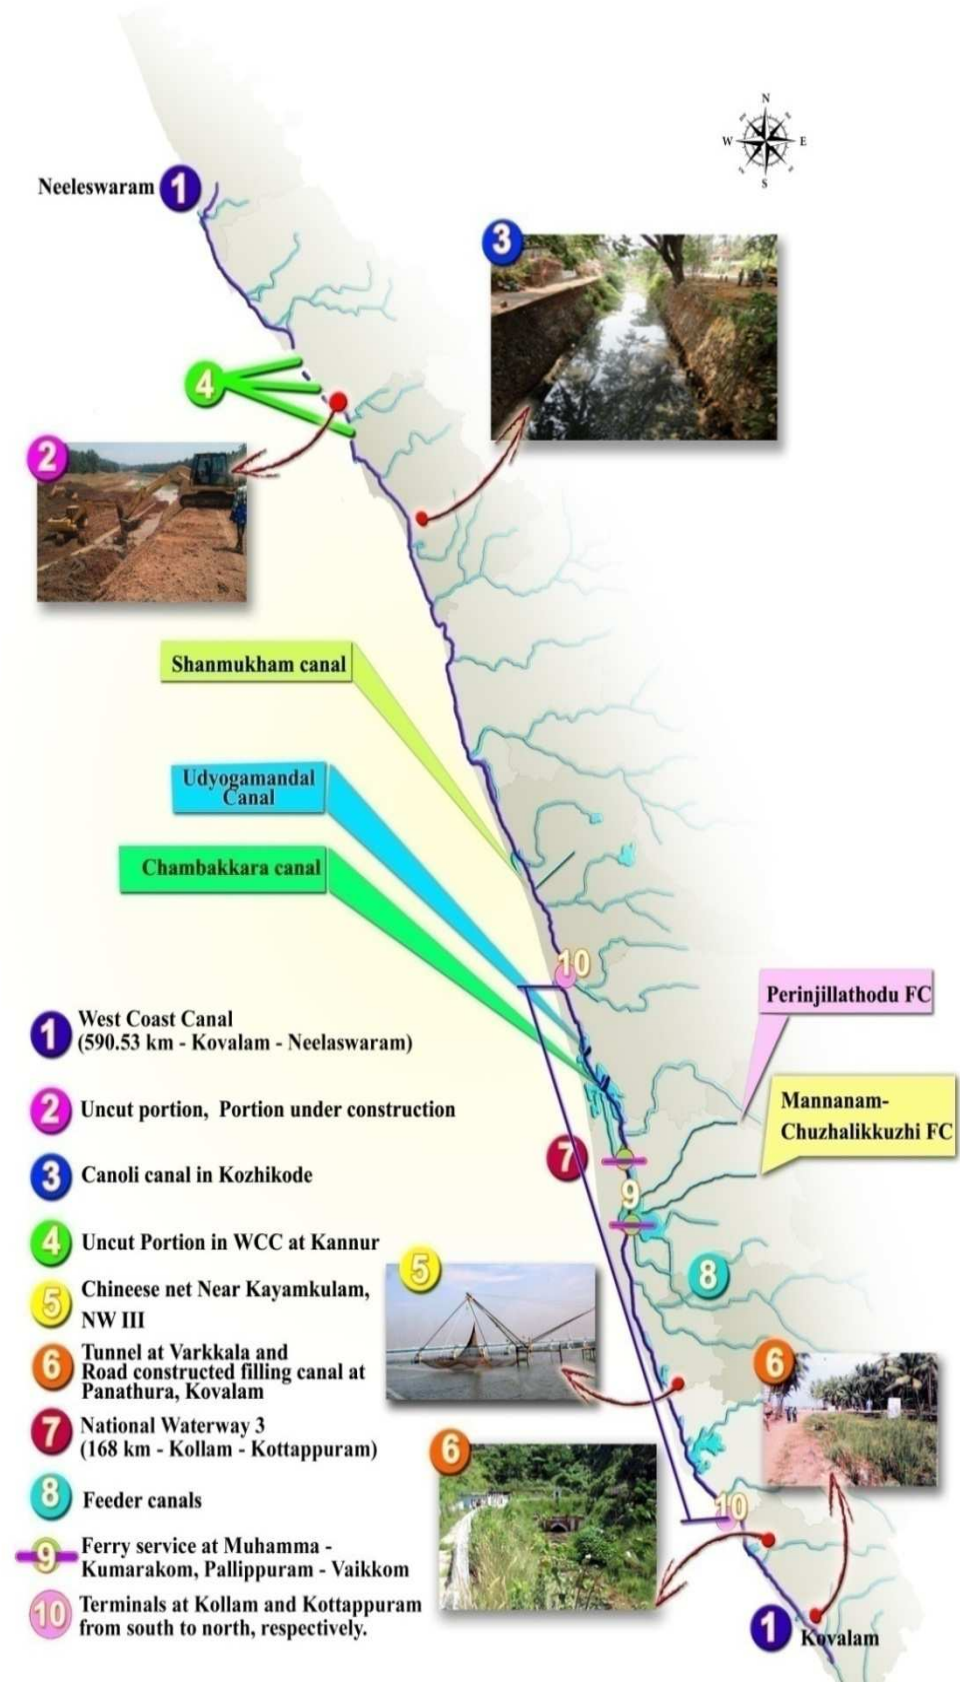 N
W E
S
Neeleswaram 1
3
4
2
Shanmukham canal
Udyogamandal
Canal
Chambakkara canal
10
Perinjillathodu FC
Mannanam-
Chuzhalikkuzhi FC
7
9
8
5
6
6
10
1 Kovalam
1 West Coast Canal
(590.53 km - Kovalam - Neelaswaram)
2 Uncut portion, Portion under construction
3 Canoli canal in Kozhikode
4 Uncut Portion in WCC at Kannur
5 Chineese net Near Kayamkulam,
NW III
6 Tunnel at Varkkala and
Road constructed filling canal at
Panathura, Kovalam
7 National Waterway 3
(168 km - Kollam - Kottappuram)
8 Feeder canals
9 Ferry service at Muhamma -
Kumarakom, Pallippuram - Vaikkom
10 Terminals at Kollam and Kottappuram
from south to north, respectively.